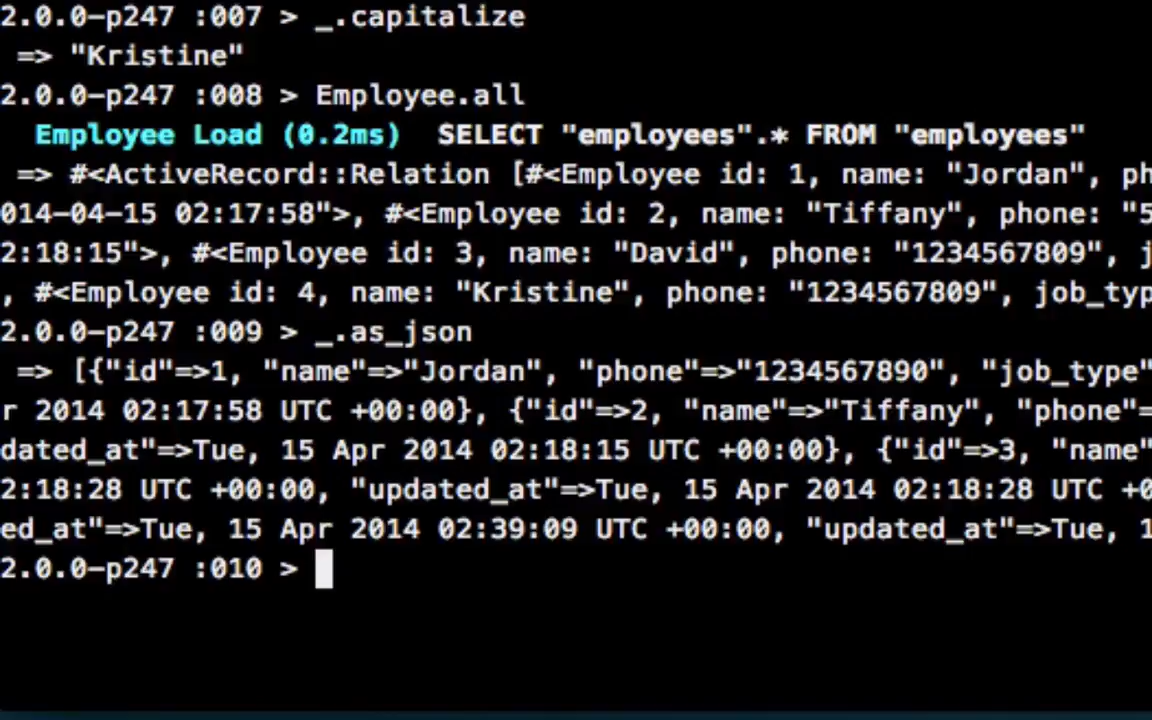 2.0.0-p247 :007 > _.capitalize
=> "Kristine"
2.0.0-p247 :008 > Employee.all
Employee Load (0.2ms)  SELECT "employees".* FROM "employees"
=> #<ActiveRecord::Relation [#<Employee id: 1, name: "Jordan", ph
014-04-15 02:17:58">, #<Employee id: 2, name: "Tiffany", phone: "5
2:18:15">, #<Employee id: 3, name: "David", phone: "1234567809", j
, #<Employee id: 4, name: "Kristine", phone: "1234567809", job_typ
2.0.0-p247 :009 > _.as_json
=> [{"id"=>1, "name"=>"Jordan", "phone"=>"1234567890", "job_type"
r 2014 02:17:58 UTC +00:00}, {"id"=>2, "name"=>"Tiffany", "phone"=
dated_at"=>Tue, 15 Apr 2014 02:18:15 UTC +00:00}, {"id"=>3, "name"
2:18:28 UTC +00:00, "updated_at"=>Tue, 15 Apr 2014 02:18:28 UTC +0
ed_at"=>Tue, 15 Apr 2014 02:39:09 UTC +00:00, "updated_at"=>Tue, 1
2.0.0-p247 :010 >